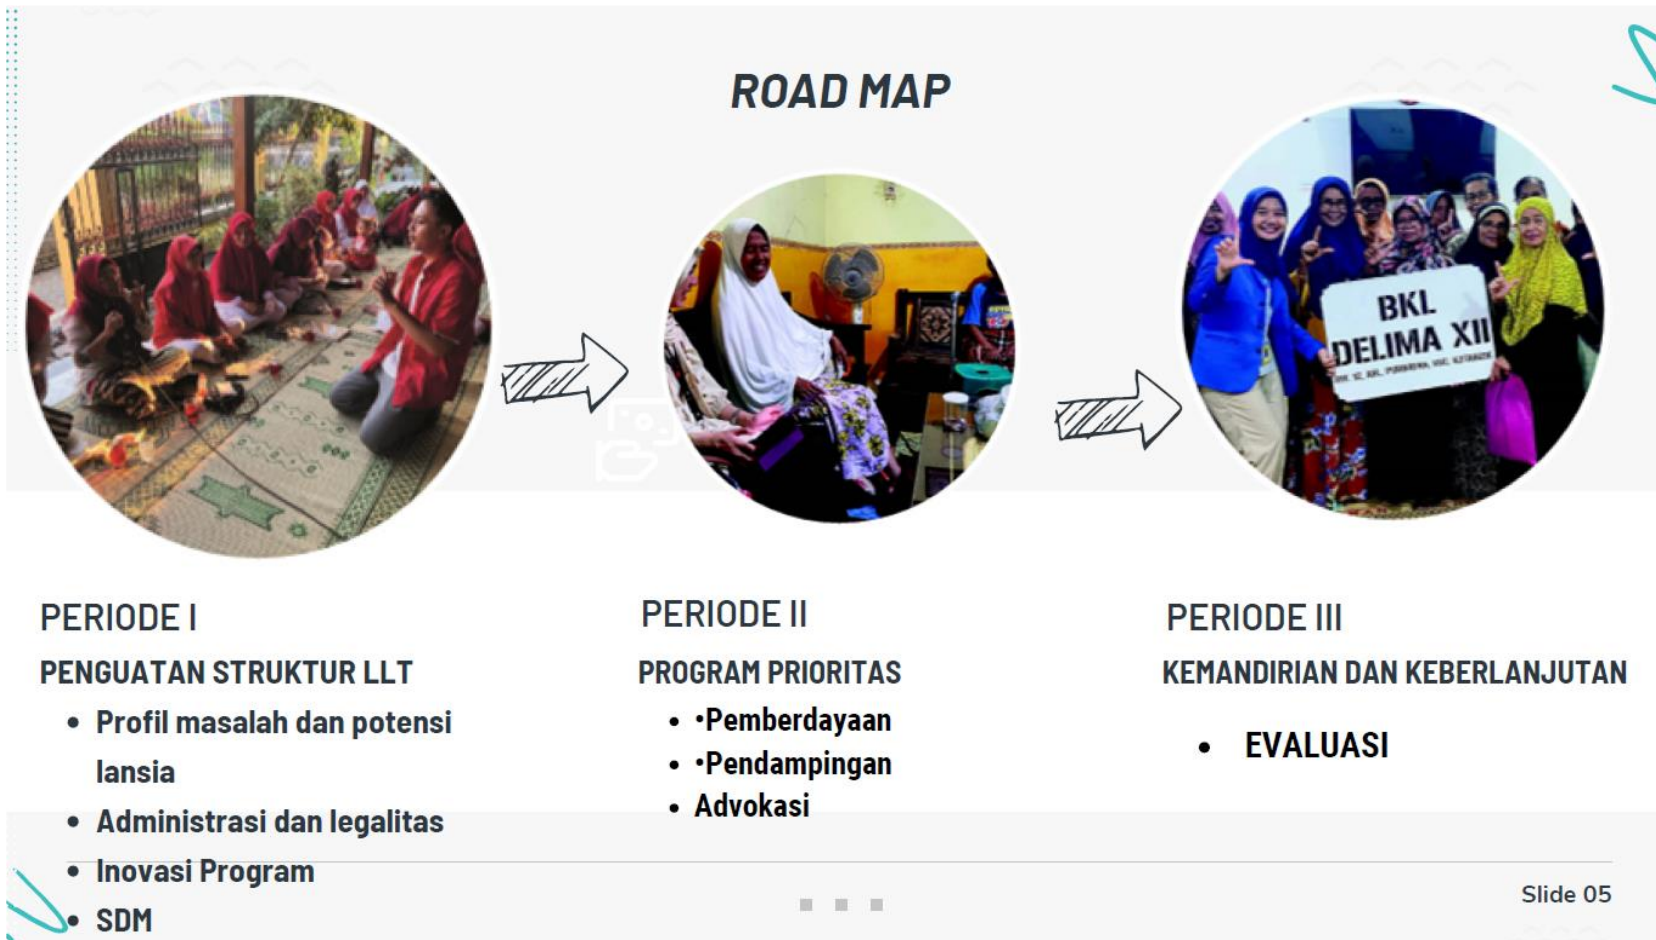 ROAD MAP
BKL
DELIMA XII
PERIODE I
PENGUATAN STRUKTUR LLT
• Profil masalah dan potensi
lansia
• Administrasi dan legalitas
• Inovasi Program
• SDM
PERIODE II
PROGRAM PRIORITAS
• •Pemberdayaan
• •Pendampingan
• Advokasi
PERIODE III
KEMANDIRIAN DAN KEBERLANJUTAN
• EVALUASI
Slide 05